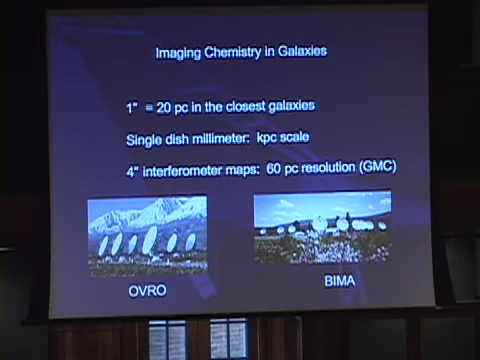 Imaging Chemistry in Galaxies
1" = 20 pc in the closest galaxies
Single dish millimeter: kpc scale
4" interferometer maps: 60 pc resolution (GMC)
OVRO
BIMA